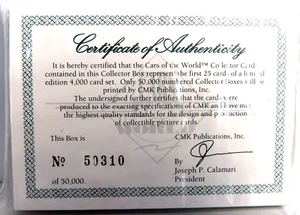 Certificate of Authenticity
It is hereby certified that the Cars of the World™ Collector Cards
contained in this Collector Box represent the first 25 cards of a limited
edition 4,000 card set. Only 50,000 numbered Collector Boxes will be
printed by CMK Publications, Inc.
The undersigned further certifies that the cards were
produced to the exacting specifications of CMK and have met
the highest quality standards for the design and production
of collectible picture cards.
This Box is
CMK Publications, Inc.
No 50310
By
of 50,000.
Joseph P. Calamari
President